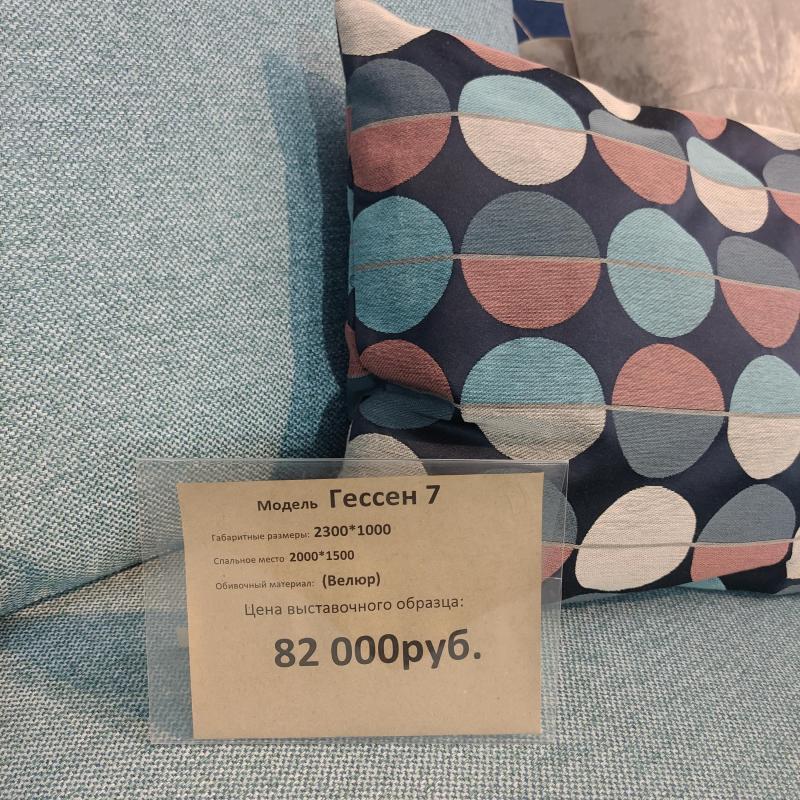 Модель Гессен 7
Габаритные размеры: 2300*1000
Спальное место 2000*1500
Обивочный материал: (Велюр)
Цена выставочного образца:
82 000руб.